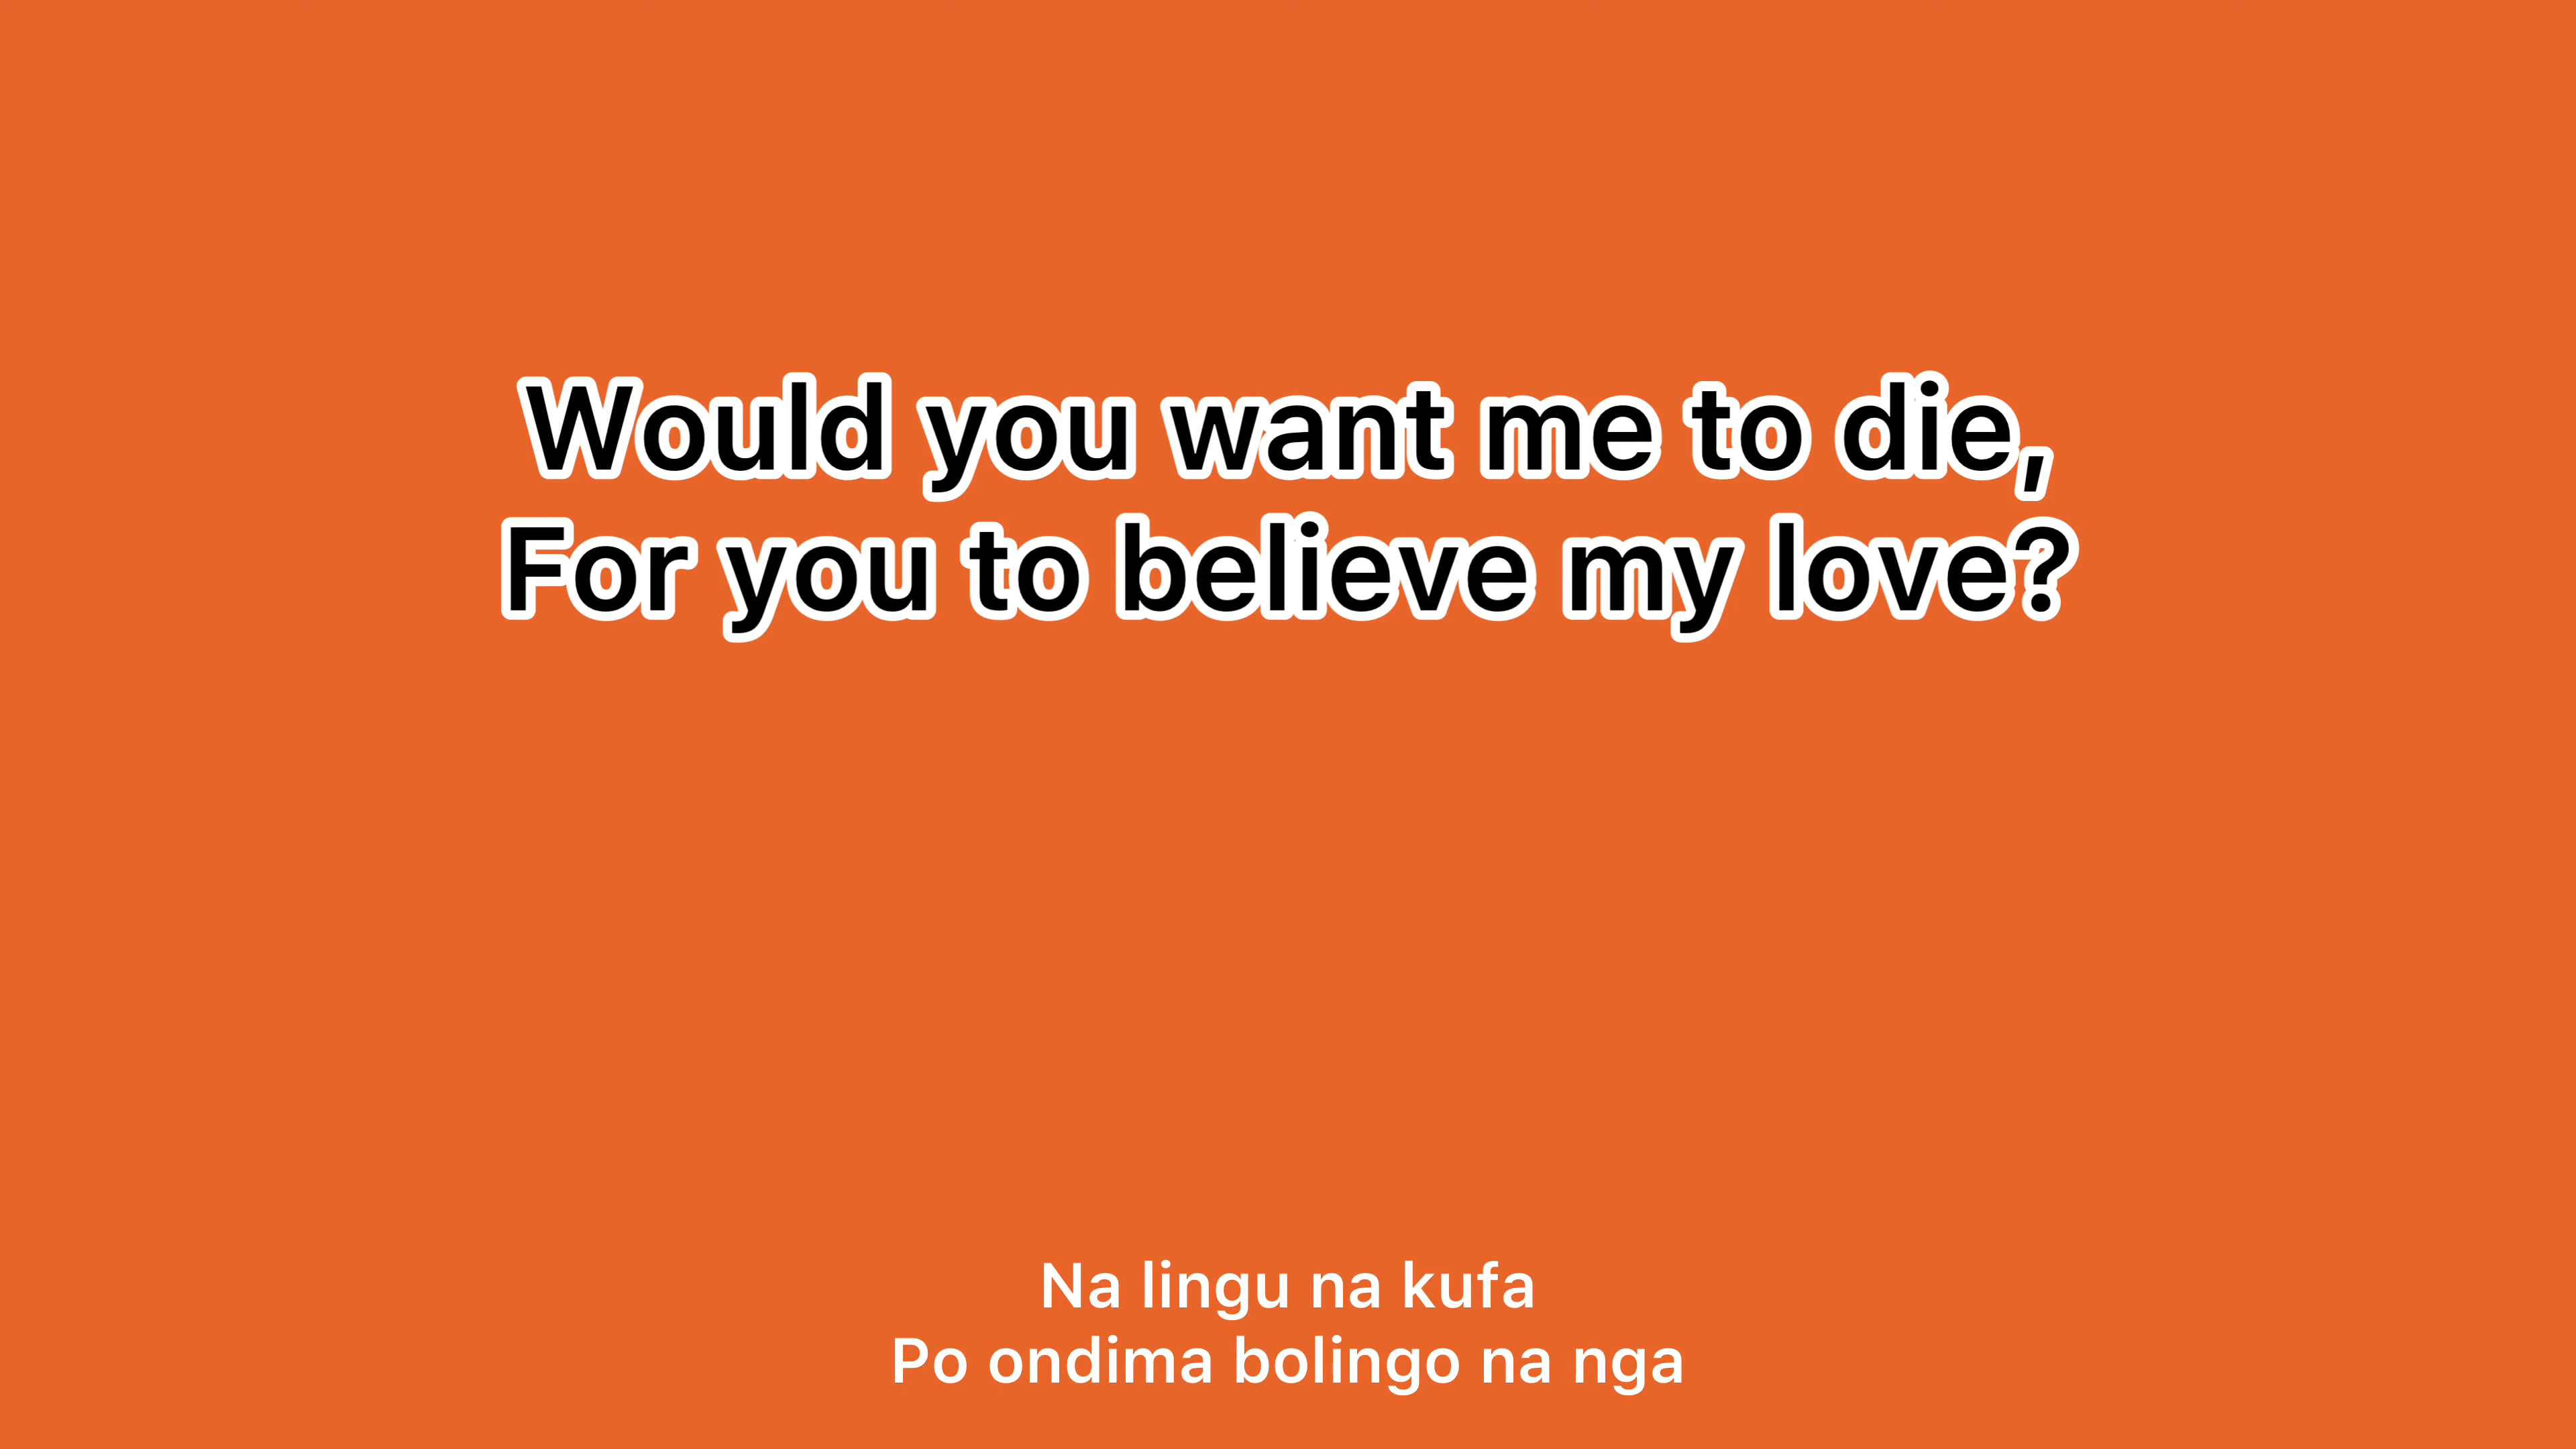 Would you want me to die,
For you to believe my love?
Na lingu na kufa
Po ondima bolingo na nga